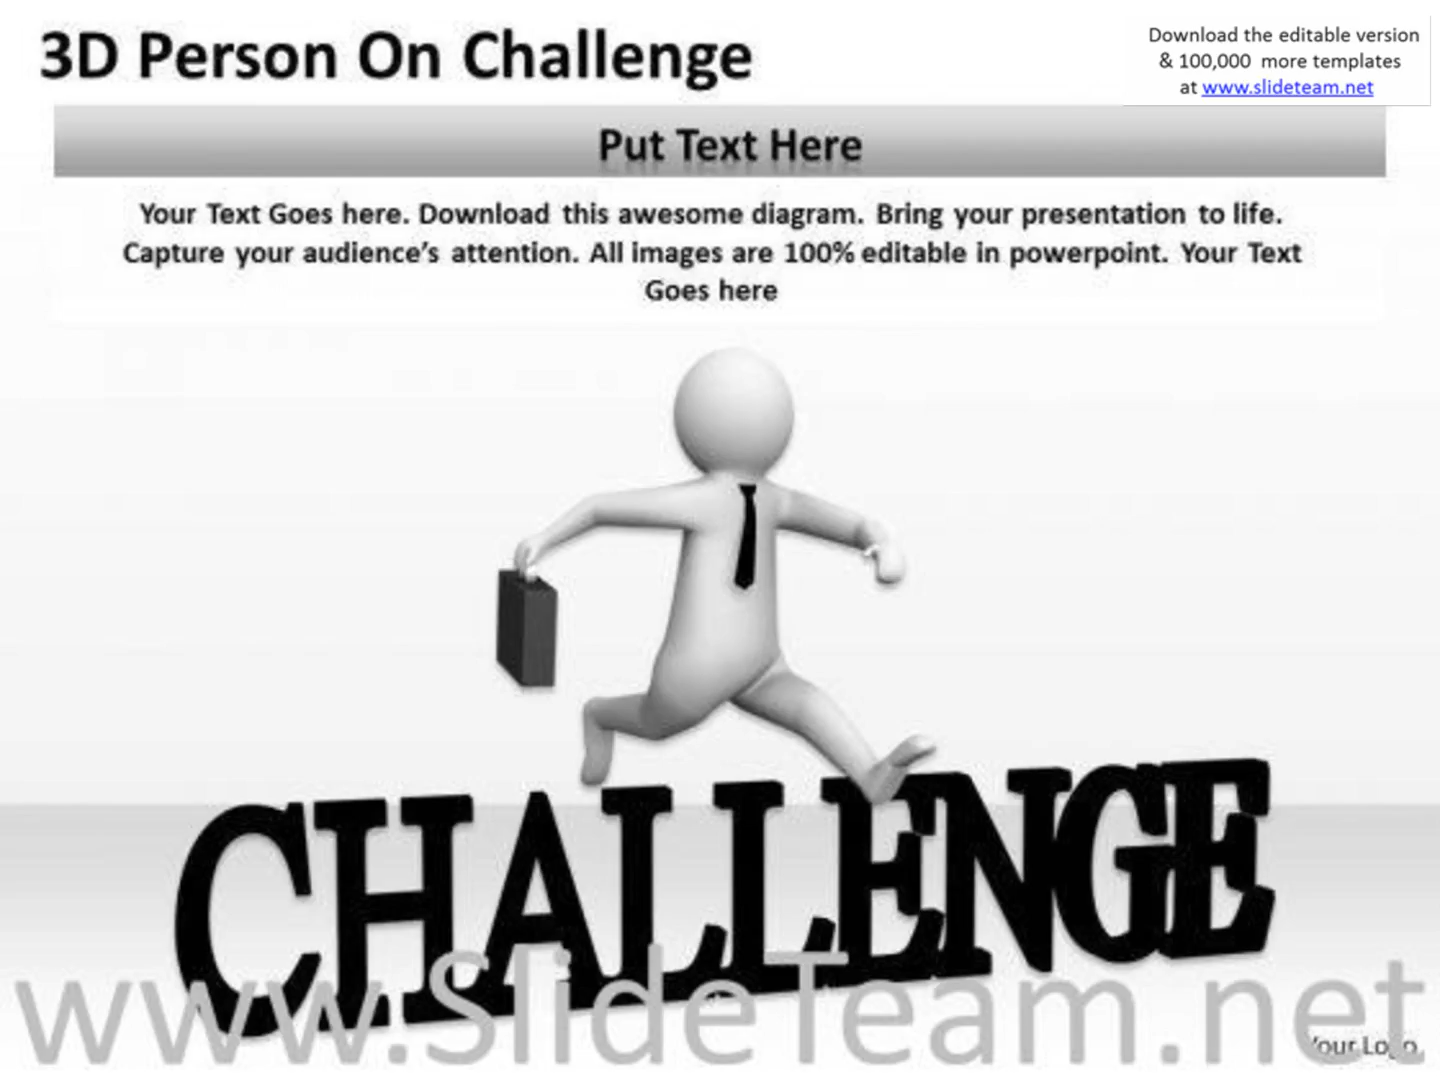 3D Person On Challenge
Download the editable version
& 100,000 more templates
at www.slideteam.net
Put Text Here
Your Text Goes here. Download this awesome diagram. Bring your presentation to life.
Capture your audience’s attention. All images are 100% editable in powerpoint. Your Text
Goes here
CHALLENGE
www.SlideTeam.net
Your Logo